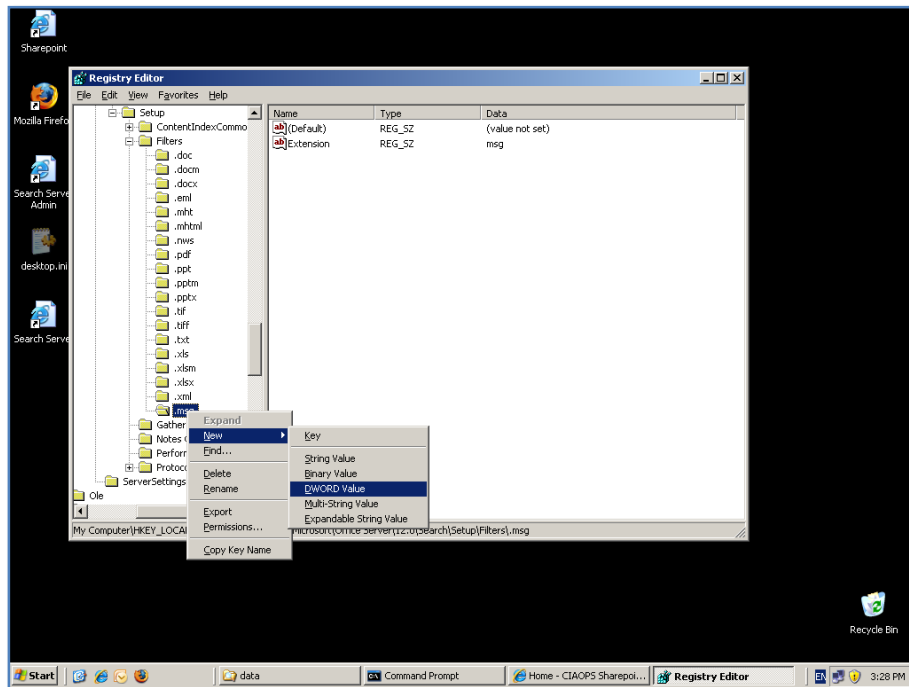 Sharepoint
Mozilla Firefo
Search Serve
Admin
desktop.ini
Search Serve
Registry Editor
File Edit View Favorites Help
Setup
ContentIndexCommo
Filters
.doc
.docm
.docx
.eml
.mht
.mhtml
.nws
.pdf
.ppt
.pptm
.pptx
.tif
.tiff
.txt
.xls
.xlsm
.xlsx
.xml
.msg
Gather
Notes
Perforr
Protoco
ServerSettings
Ole
Name Type Data
(Default) REG_SZ (value not set)
Extension REG_SZ msg
Expand
New
Find...
Delete
Rename
Export
Permissions...
Copy Key Name
Key
String Value
Binary Value
DWORD Value
Multi-String Value
Expandable String Value
My Computer\HKEY_LOCA Microsoft\Office Server\12.0\Search\Setup\Filters\.msg
Recycle Bin
Start data Command Prompt Home - CIAOPS Sharepoi... Registry Editor EN 3:28 PM